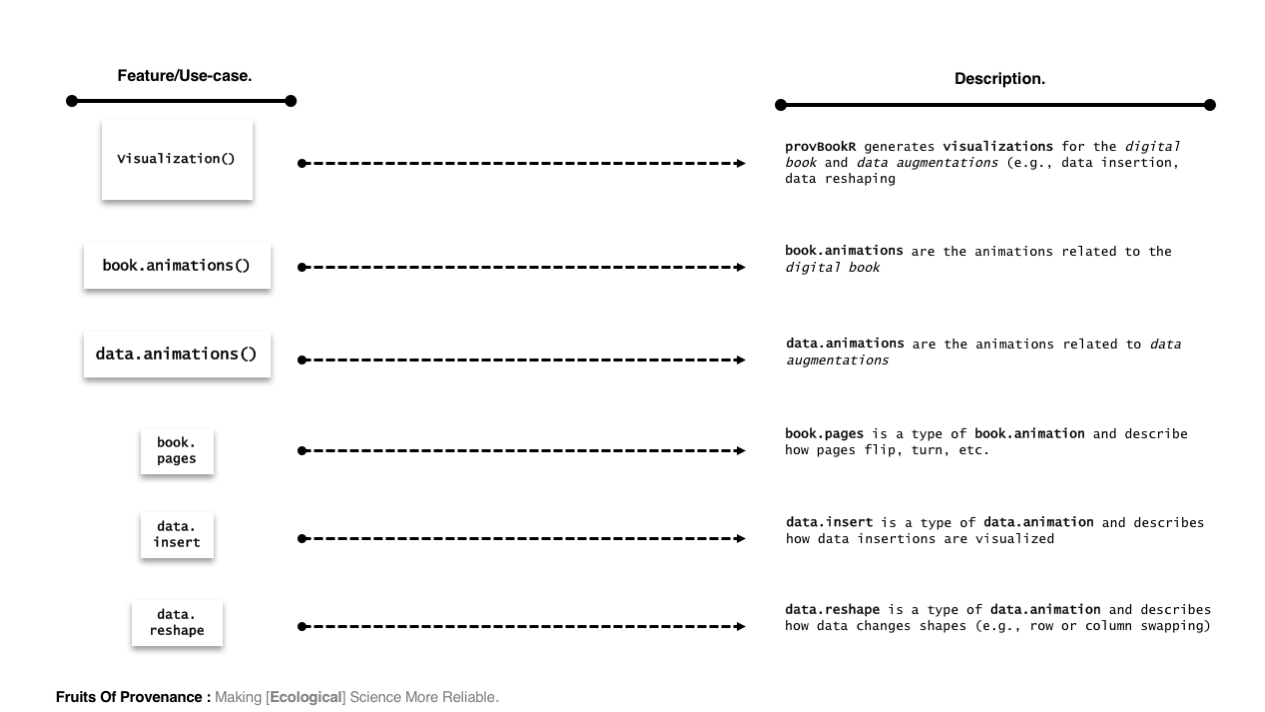 Feature/Use-case.
Description.
Visualization()
provBookR generates visualizations for the digital
book and data augmentations (e.g., data insertion,
data reshaping
book.animations()
book.animations are the animations related to the
digital book
data.animations()
data.animations are the animations related to data
augmentations
book.
pages
book.pages is a type of book.animation and describe
how pages flip, turn, etc.
data.
insert
data.insert is a type of data.animation and describes
how data insertions are visualized
data.
reshape
data.reshape is a type of data.animation and describes
how data changes shapes (e.g., row or column swapping)
Fruits Of Provenance : Making [Ecological] Science More Reliable.